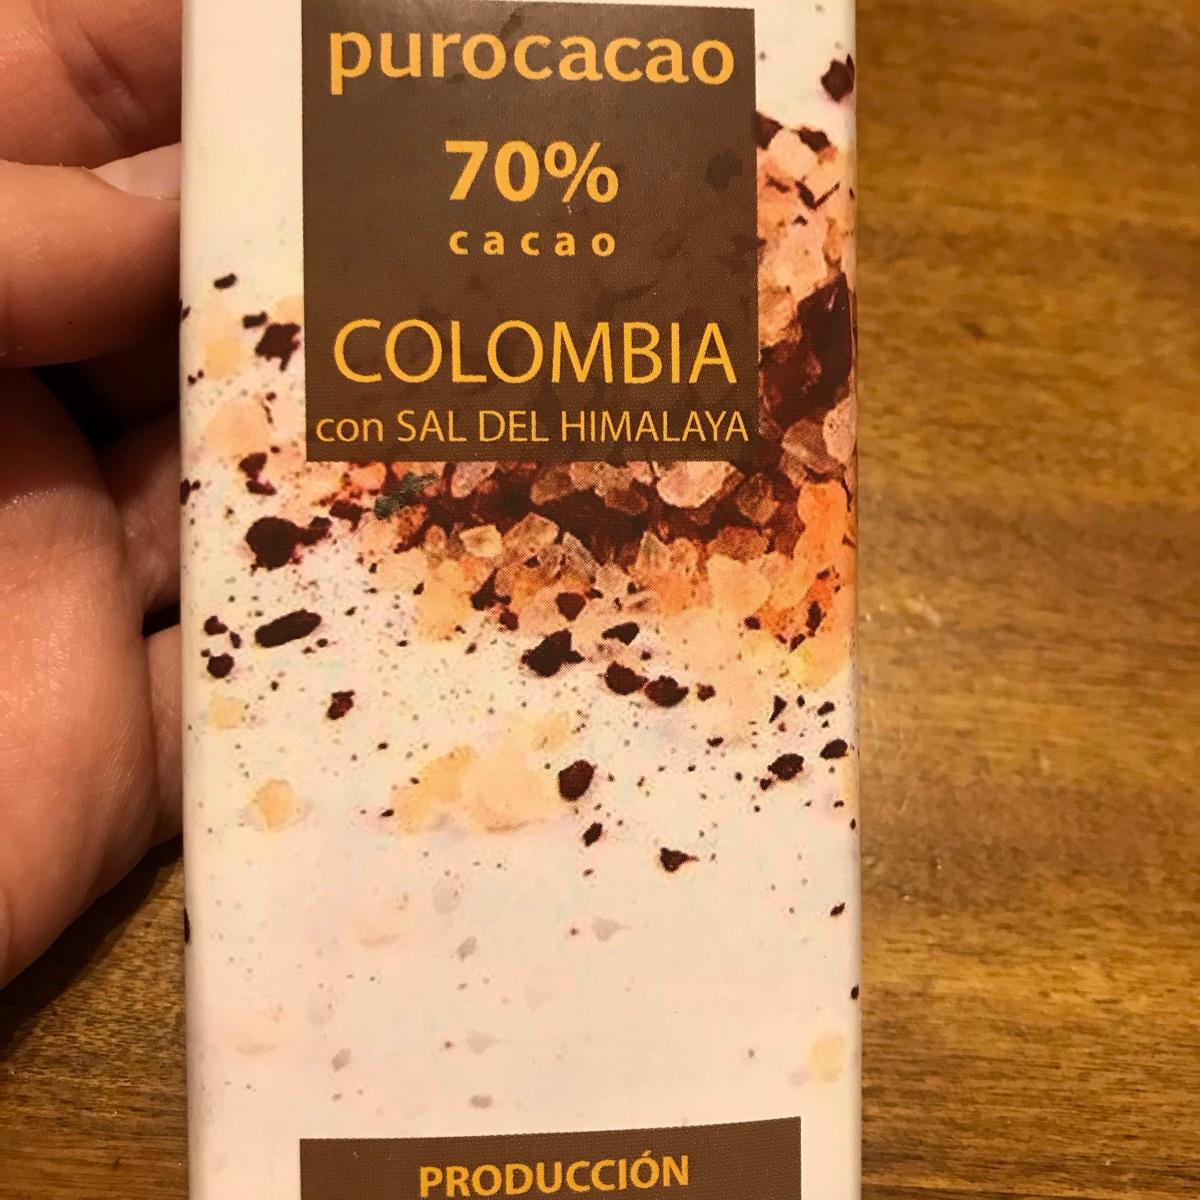 purocacao
70%
cacao
COLOMBIA
con SAL DEL HIMALAYA
PRODUCCIÓN